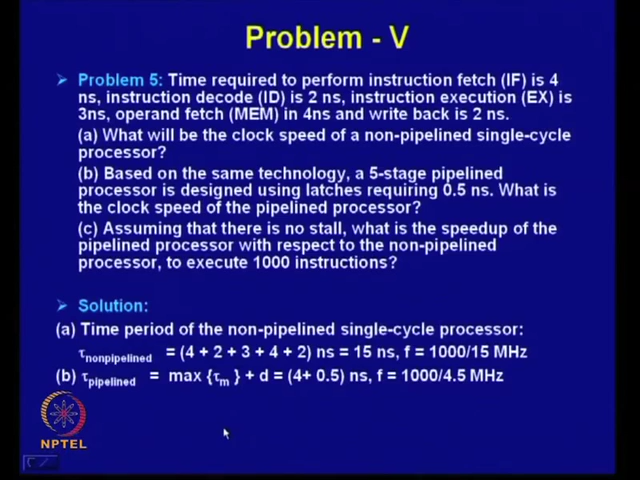 Problem - V
➢ Problem 5: Time required to perform instruction fetch (IF) is 4
ns, instruction decode (ID) is 2 ns, instruction execution (EX) is
3ns, operand fetch (MEM) in 4ns and write back is 2 ns.
(a) What will be the clock speed of a non-pipelined single-cycle
processor?
(b) Based on the same technology, a 5-stage pipelined
processor is designed using latches requiring 0.5 ns. What is
the clock speed of the pipelined processor?
(c) Assuming that there is no stall, what is the speedup of the
pipelined processor with respect to the non-pipelined
processor, to execute 1000 instructions?
➢ Solution:
(a) Time period of the non-pipelined single-cycle processor:
τnonpipelined = (4 + 2 + 3 + 4 + 2) ns = 15 ns, f = 1000/15 MHz
(b) τpipelined = max {τm } + d = (4+ 0.5) ns, f = 1000/4.5 MHz
NPTEL